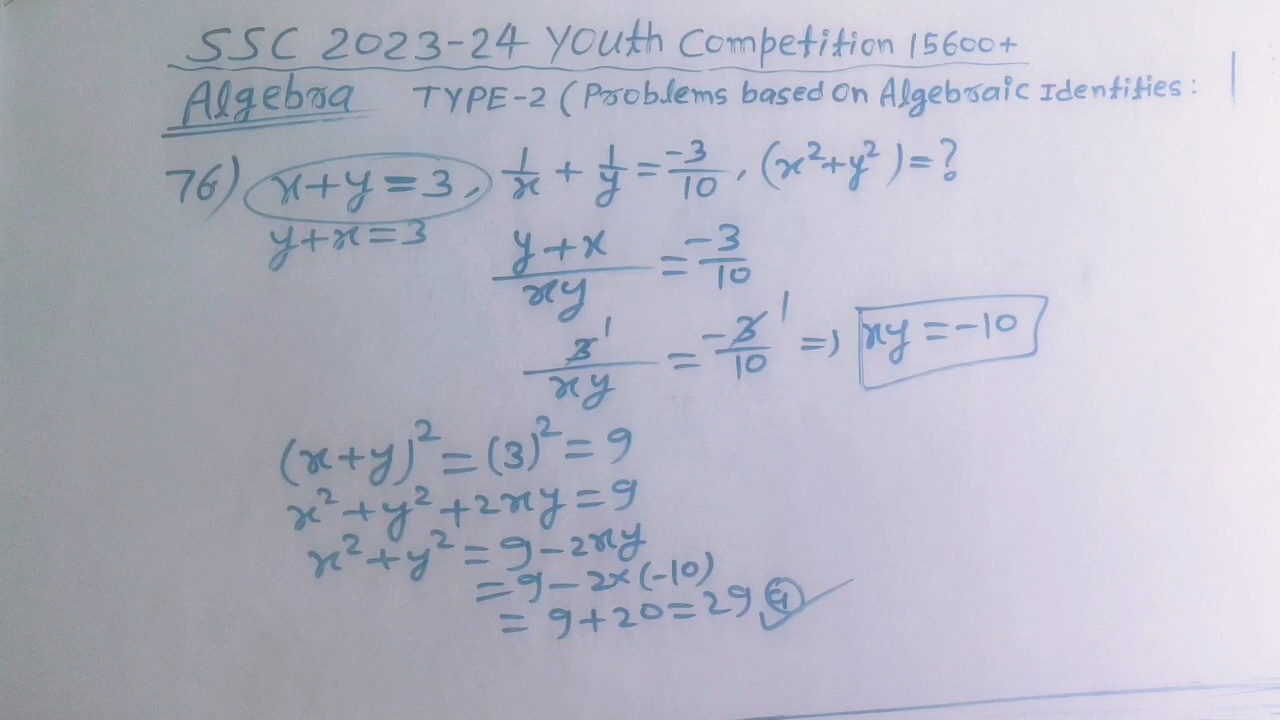 SSC 2023-24 Youth Competition 15600+
Algebra TYPE-2 (Problems based on Algebraic Identities:
76) x+y=3, 1/x + 1/y = -3/10, (x²+y²)=?
y+x=3
y+x/xy = -3/10
3 1/xy = -3 1/10 => xy=-10
(x+y)²=(3)²=9
x²+y²+2xy=9
x²+y²=9-2xy
=9-2×(-10)
=9+20=29